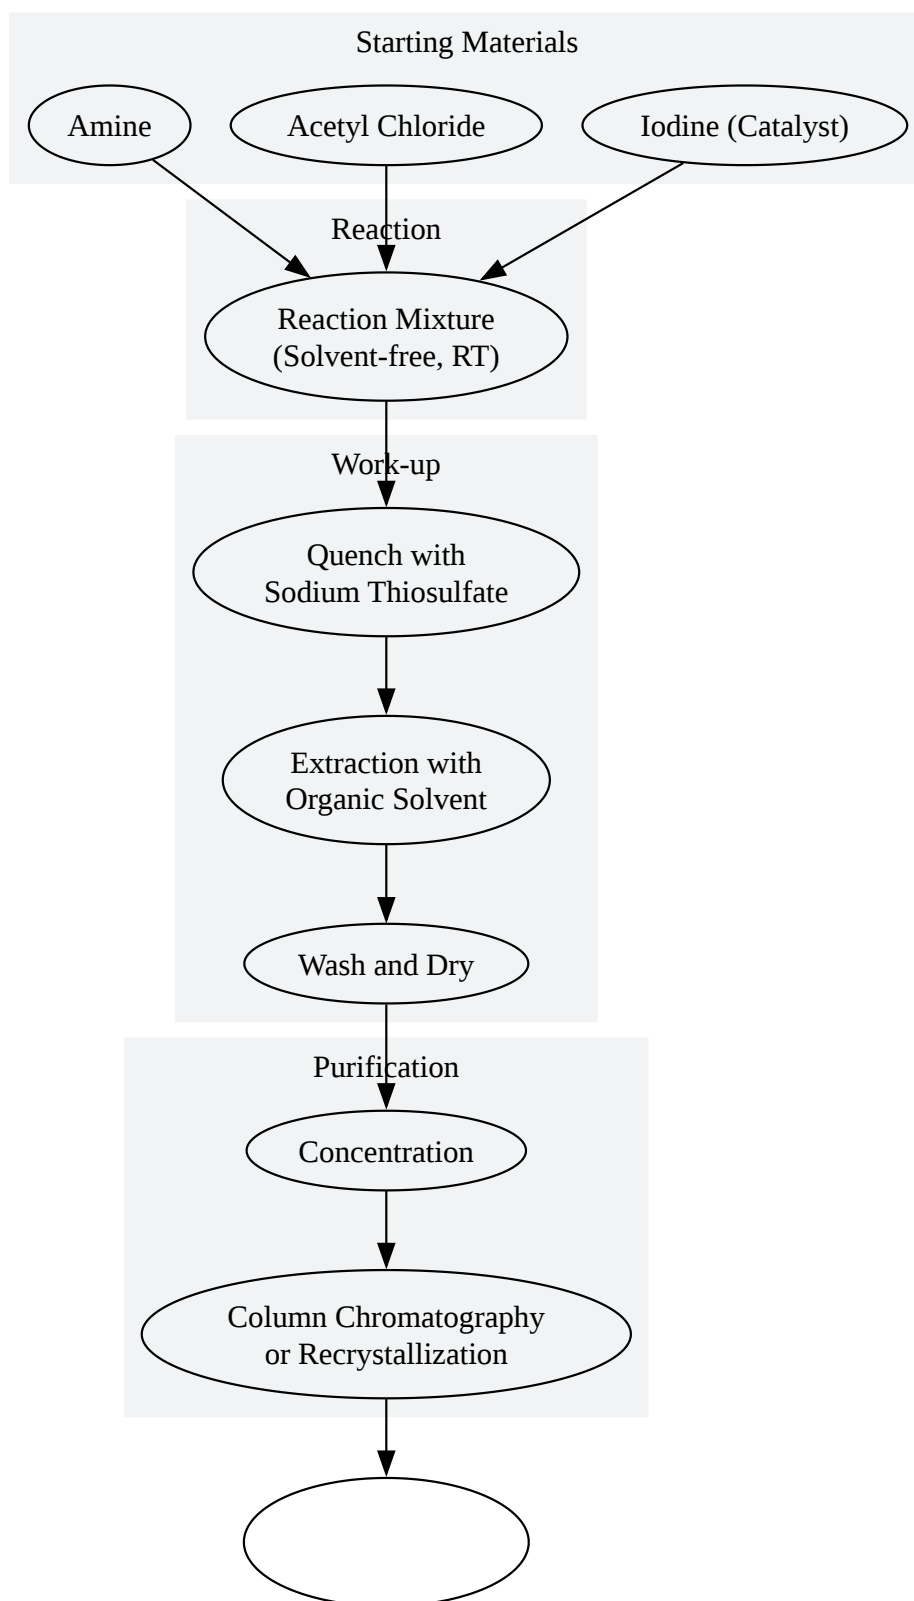 Starting Materials
Amine
Acetyl Chloride
Iodine (Catalyst)
Reaction
Reaction Mixture
(Solvent-free, RT)
Work-up
Quench with
Sodium Thiosulfate
Extraction with
Organic Solvent
Wash and Dry
Purification
Concentration
Column Chromatography
or Recrystallization